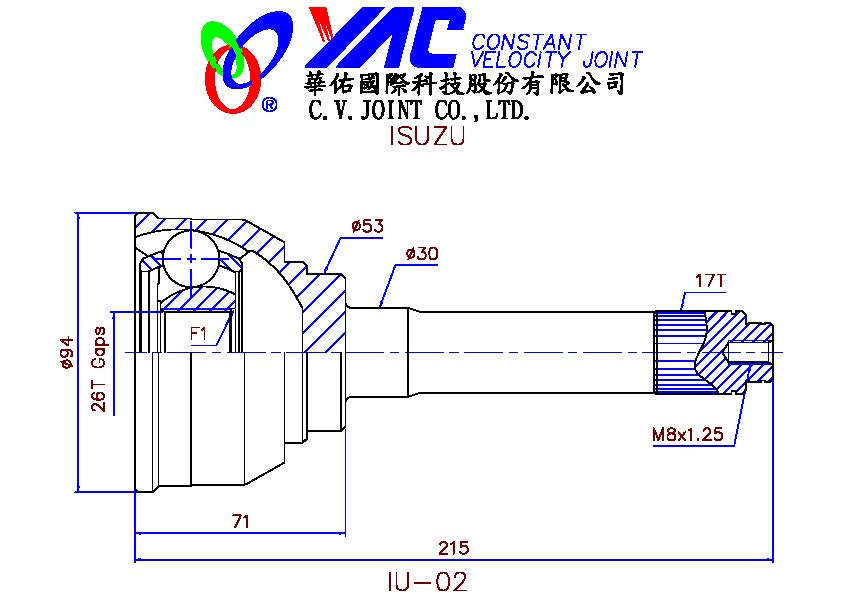 YAC CONSTANT
VELOCITY JOINT
®
華佑國際科技股份有限公司
C.V.JOINT CO.,LTD.
ISUZU
ø53
ø30
17T
F1
ø94
26T Gaps
M8x1.25
71
215
IU-02